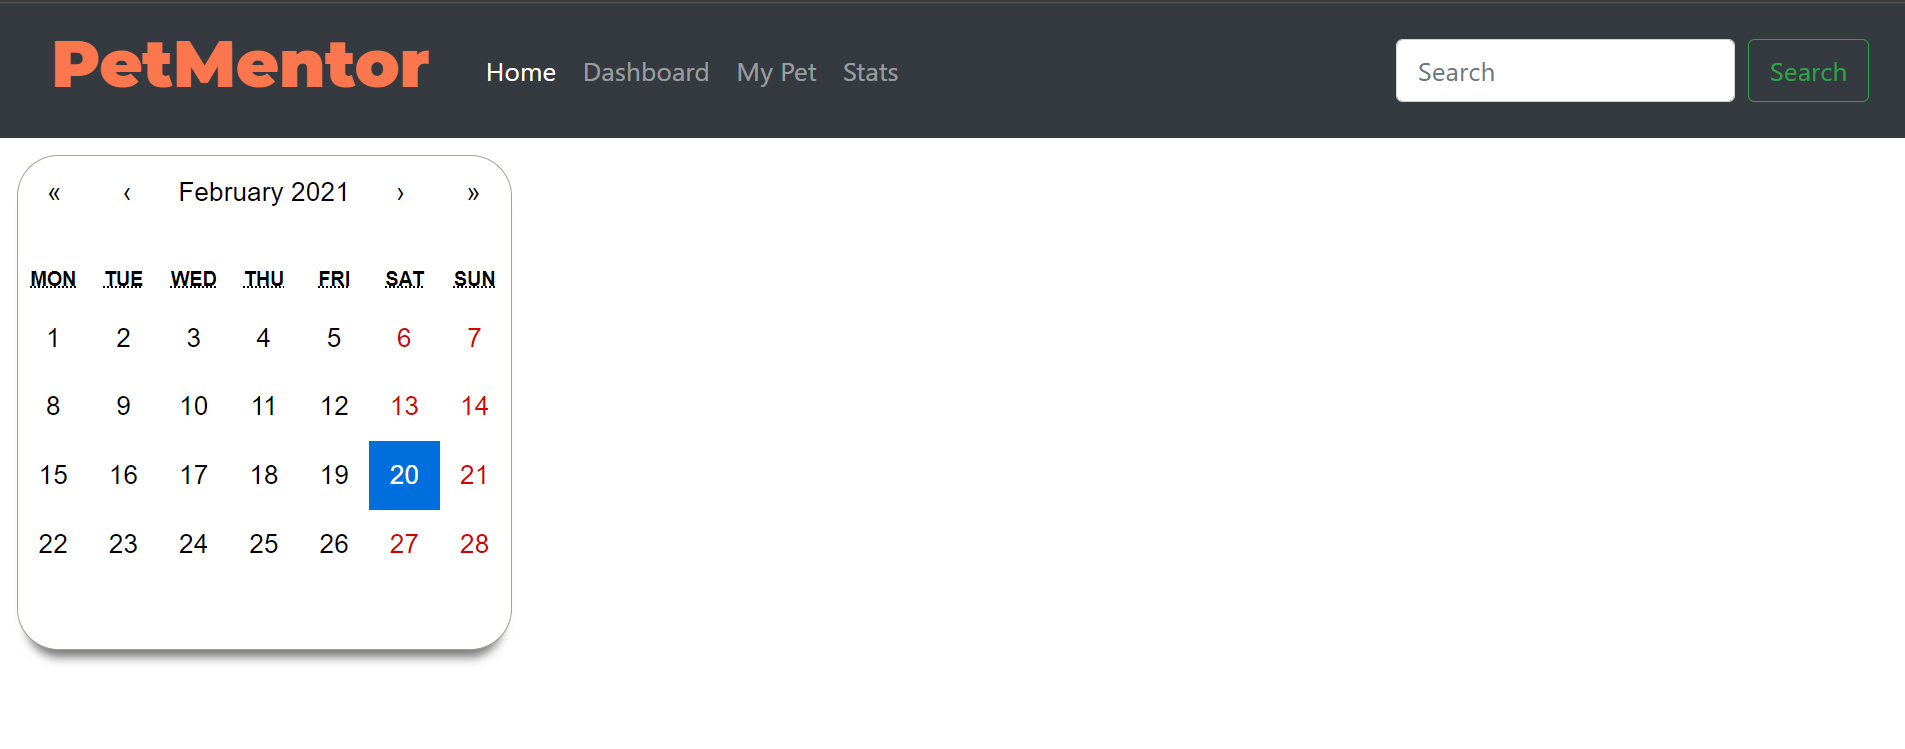 PetMentor Home Dashboard My Pet Stats Search Search
« ‹ February 2021 › »
MON TUE WED THU FRI SAT SUN
1 2 3 4 5 6 7
8 9 10 11 12 13 14
15 16 17 18 19 20 21
22 23 24 25 26 27 28